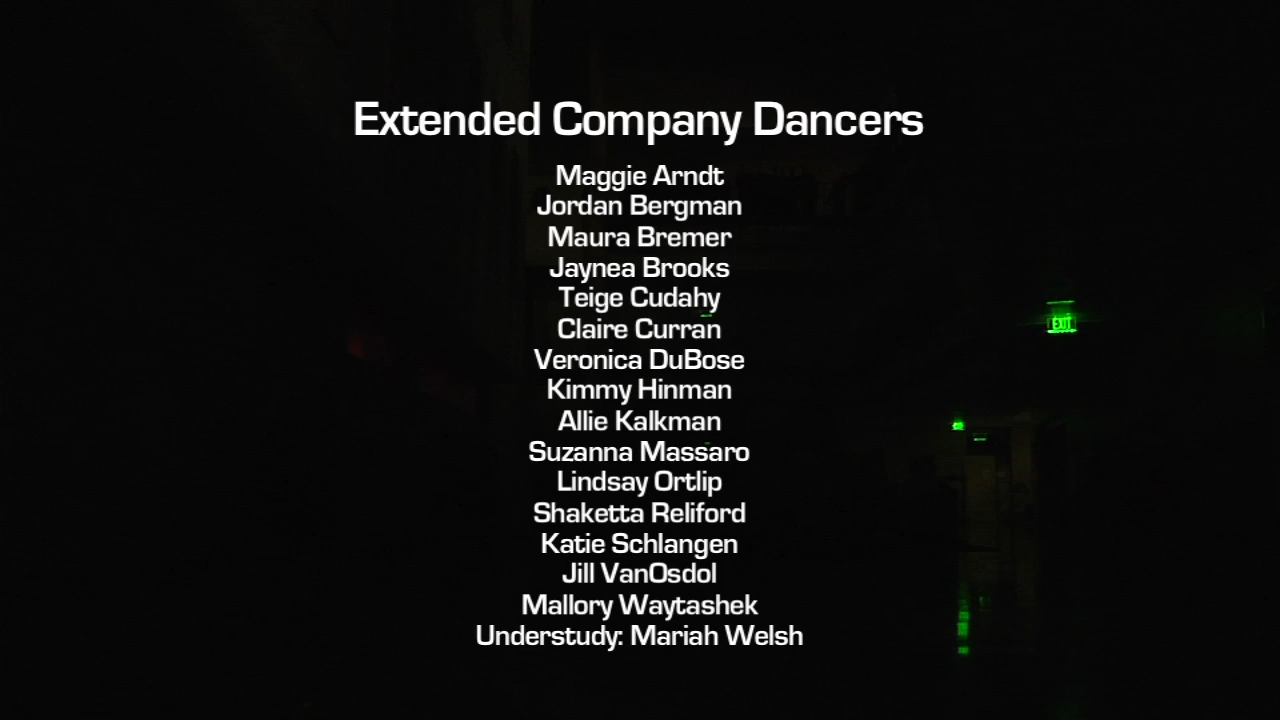 Extended Company Dancers
Maggie Arndt
Jordan Bergman
Maura Bremer
Jaynea Brooks
Teige Cudahy
Claire Curran
Veronica DuBose
Kimmy Hinman
Allie Kalkman
Suzanna Massaro
Lindsay Ortlip
Shaketta Reliford
Katie Schlangen
Jill VanOsdol
Mallory Waytashek
Understudy: Mariah Welsh
EXIT